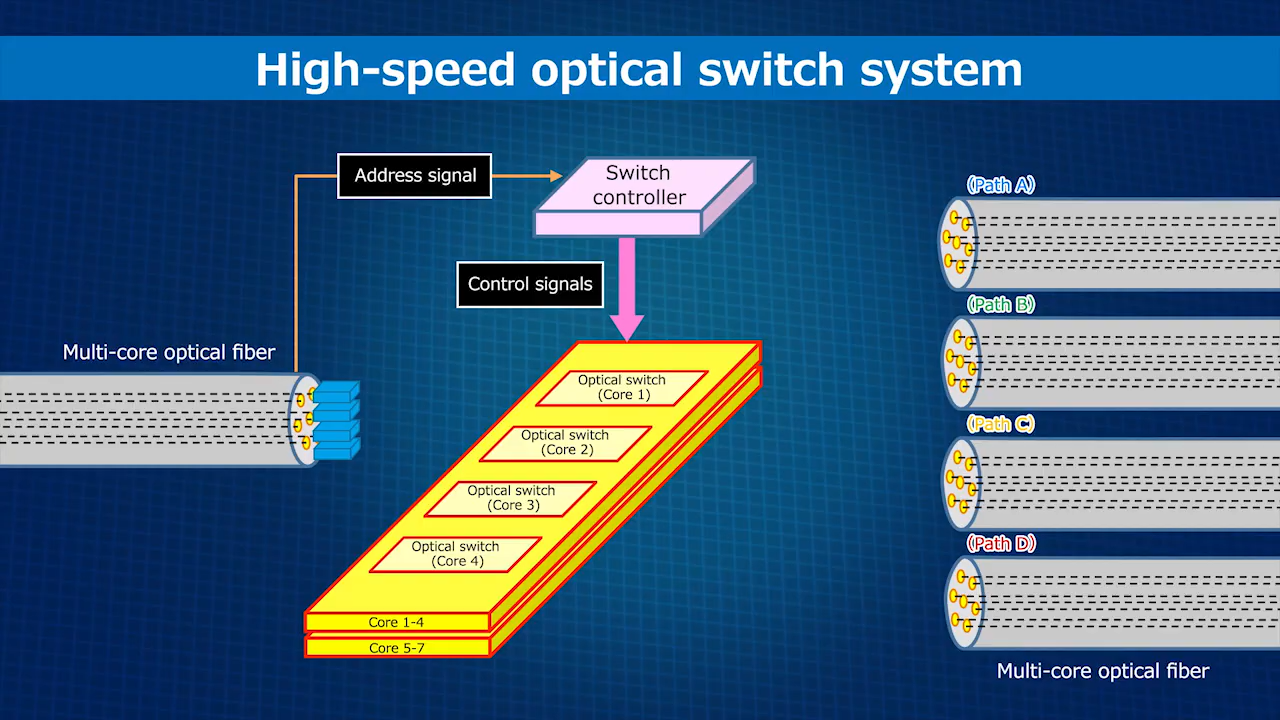 High-speed optical switch system
Address signal
Switch
controller
(Path A)
Control signals
(Path B)
Multi-core optical fiber
Optical switch
(Core 1)
Optical switch
(Core 2)
(Path C)
Optical switch
(Core 3)
Optical switch
(Core 4)
(Path D)
Core 1-4
Core 5-7
Multi-core optical fiber